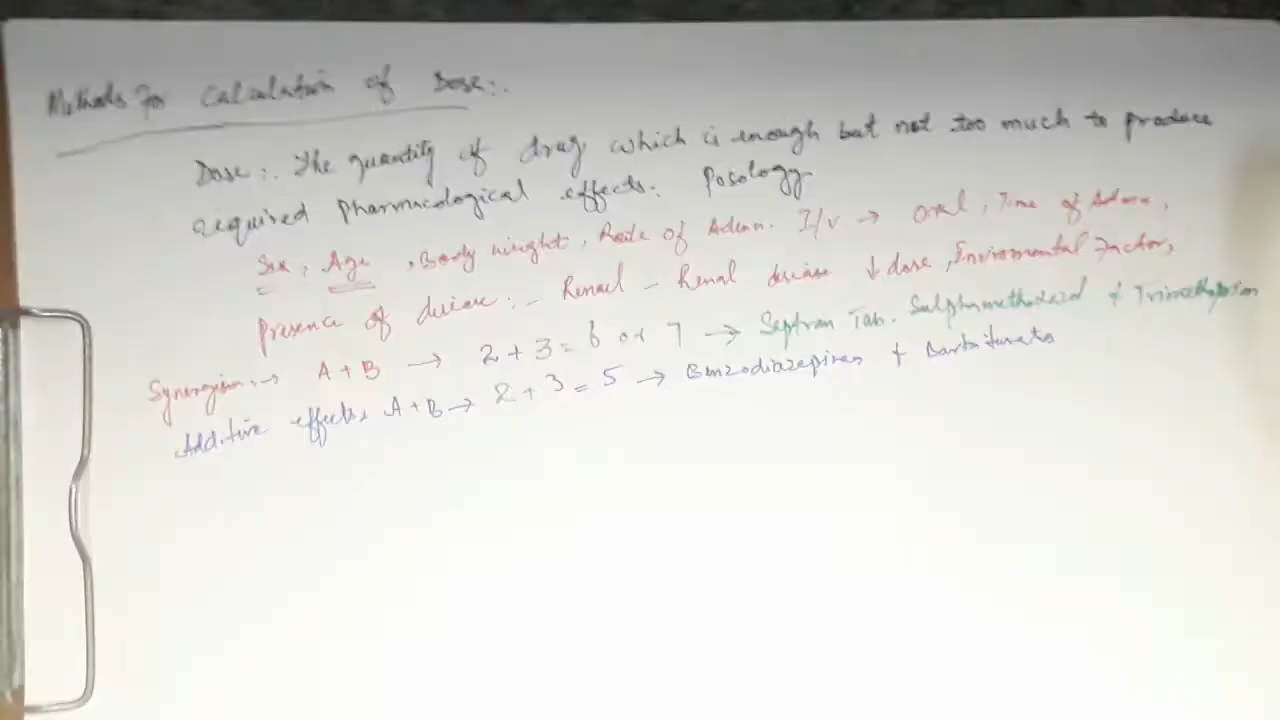 Methods For Calculation of Dose:.
Dose:. The quantity of drug which is enough but not too much to produce
required pharmacological effects. Posology.
Sex, Age, Body weight, Route of Admn. I/v → oral, Time of Admn,
Presence of disease:- Renal - Renal disease ↓ dose, Enviromental Factor,
Synergism:→ A + B → 2 + 3 = 6 or 7 → Septran Tab. Sulphamethoxazol & Trimethoprim
Additive effects, A + B → 2 + 3 = 5 → Benzodiazepines & Barbiturates